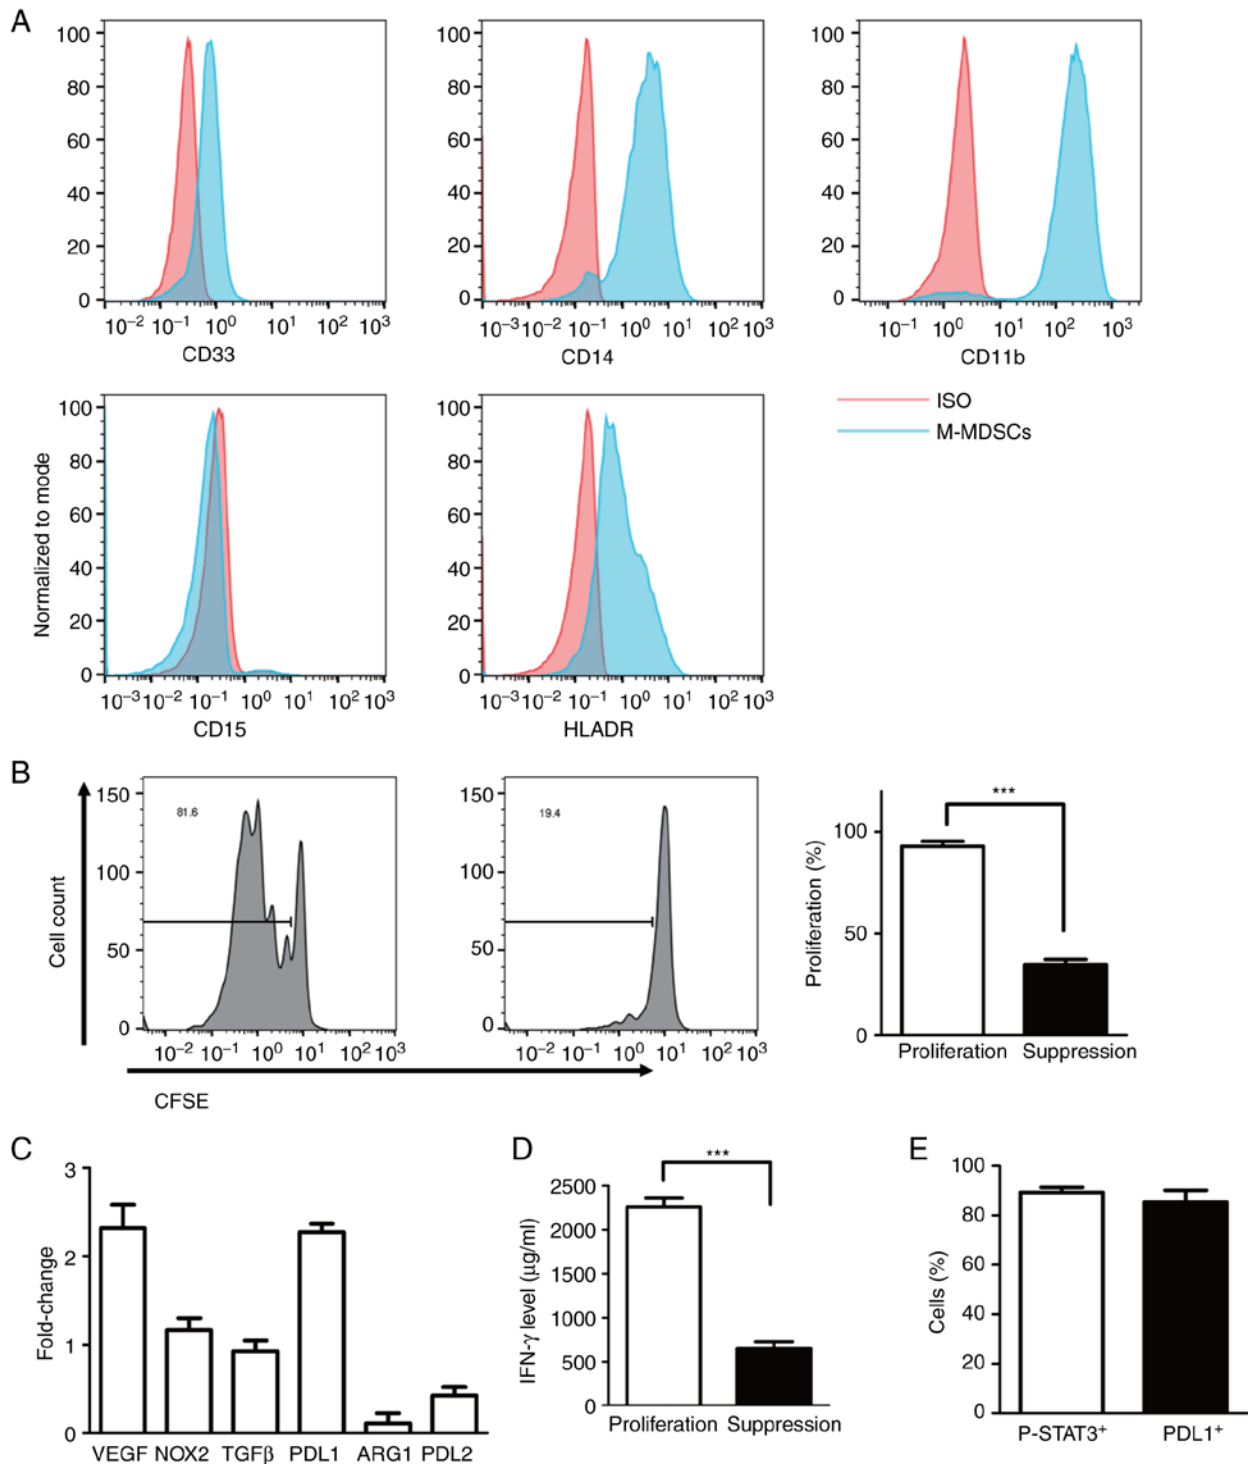 A
100
80
60
40
20
0
10⁻² 10⁻¹ 10⁰ 10¹ 10² 10³
CD33
100
80
60
40
20
0
10⁻³ 10⁻² 10⁻¹ 10⁰ 10¹ 10² 10³
CD14
100
80
60
40
20
0
10⁻¹ 10⁰ 10¹ 10² 10³
CD11b
Normalized to mode
100
80
60
40
20
0
10⁻³ 10⁻² 10⁻¹ 10⁰ 10¹ 10² 10³
CD15
100
80
60
40
20
0
10⁻³ 10⁻² 10⁻¹ 10⁰ 10¹ 10² 10³
HLADR
ISO
M-MDSCs
B
Cell count
150
100
50
0
81.6
10⁻² 10⁻¹ 10⁰ 10¹ 10² 10³
150
100
50
0
19.4
10⁻² 10⁻¹ 10⁰ 10¹ 10² 10³
CFSE
Proliferation (%)
100
50
0
***
Proliferation Suppression
C
Fold-change
3
2
1
0
VEGF NOX2 TGFβ PDL1 ARG1 PDL2
D
IFN-γ level (µg/ml)
2500
2000
1500
1000
500
0
***
Proliferation Suppression
E
Cells (%)
100
80
60
40
20
0
P-STAT3⁺ PDL1⁺